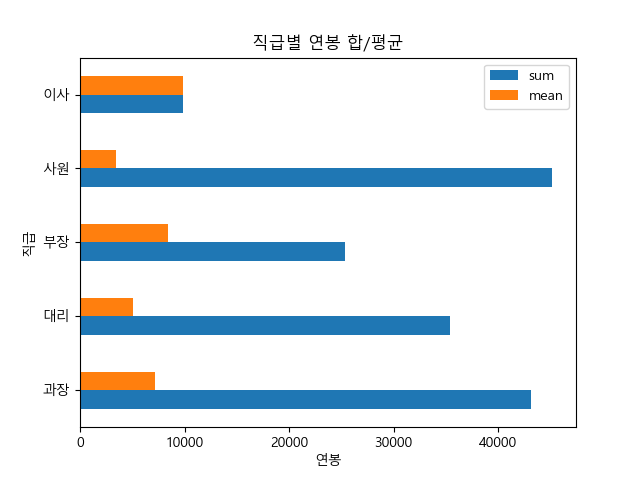 직급별 연봉 합/평균
sum
mean
이사
사원
부장
대리
과장
직급
0 10000 20000 30000 40000
연봉